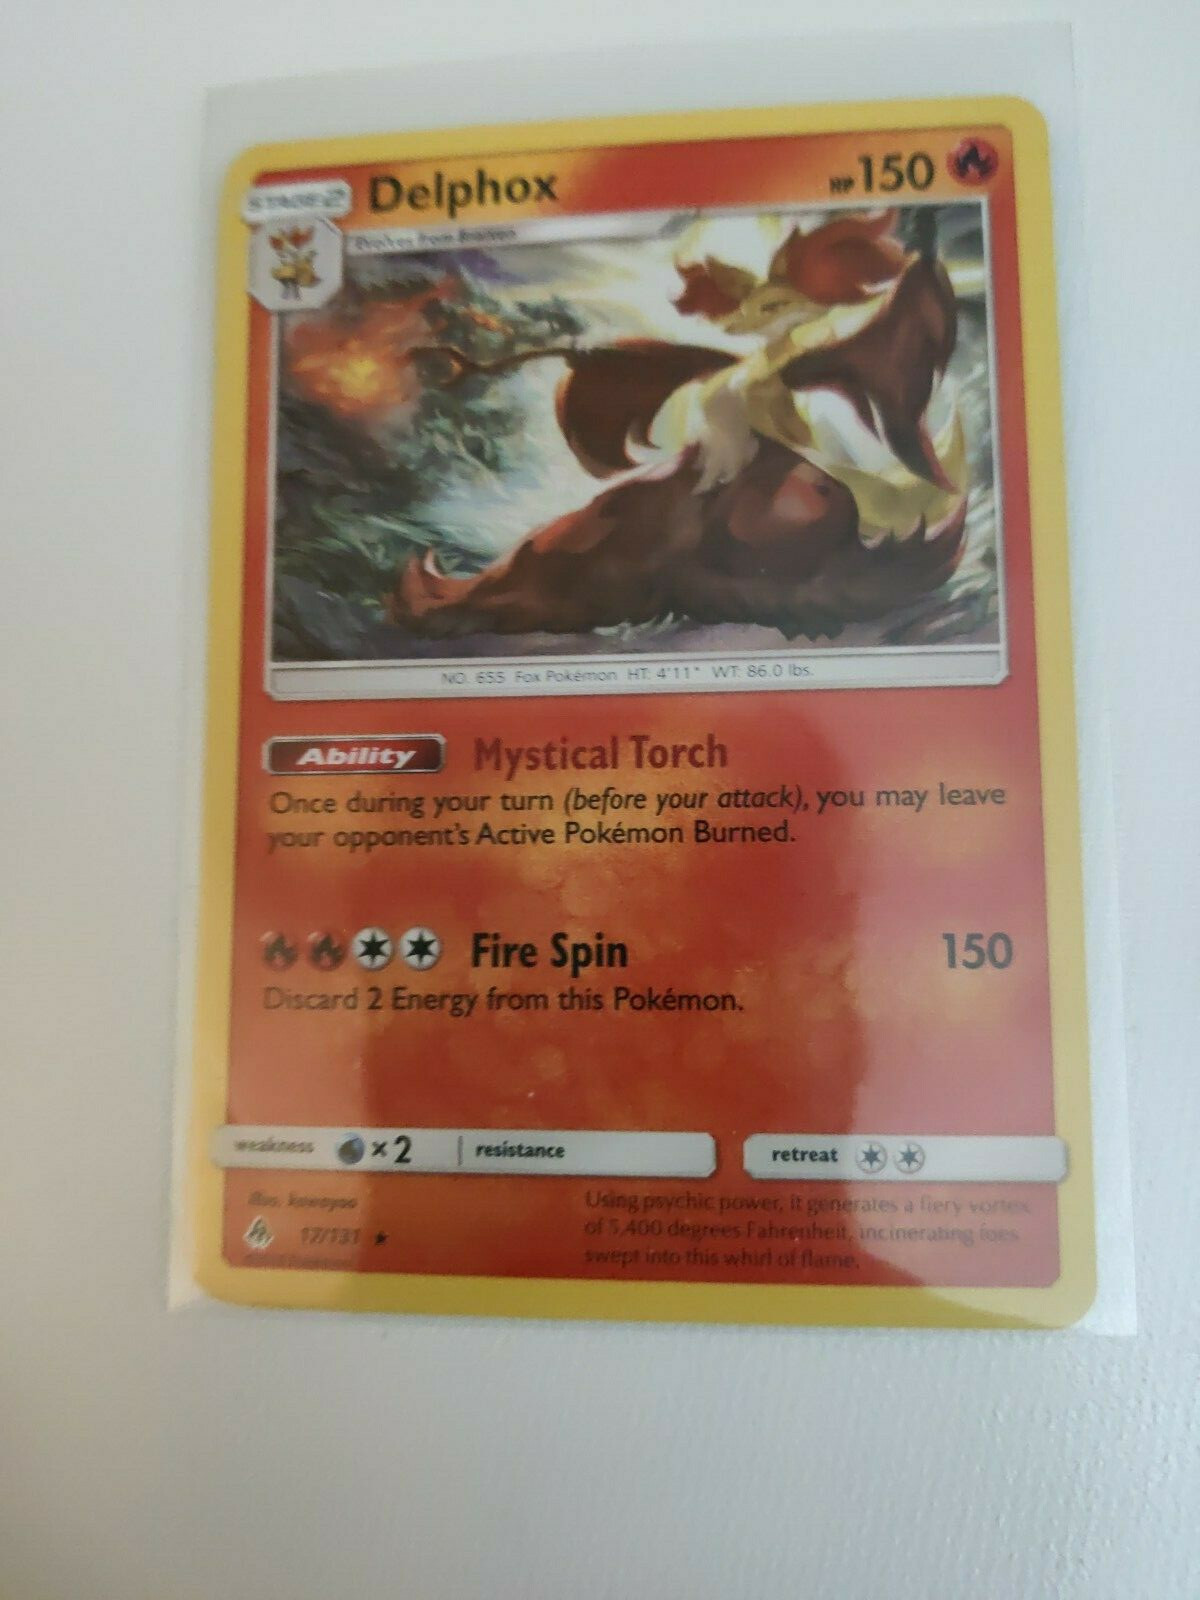 STAGE 2
Delphox
HP 150
Evolves from Braixen
NO. 655 Fox Pokémon HT: 4'11" WT: 86.0 lbs.
Ability Mystical Torch
Once during your turn (before your attack), you may leave
your opponent's Active Pokémon Burned.
Fire Spin 150
Discard 2 Energy from this Pokémon.
weakness ×2 resistance retreat
Illus. kawayoo
17/131
Using psychic power, it generates a fiery vortex
of 5,400 degrees Fahrenheit, incinerating foes
swept into this whirl of flame.